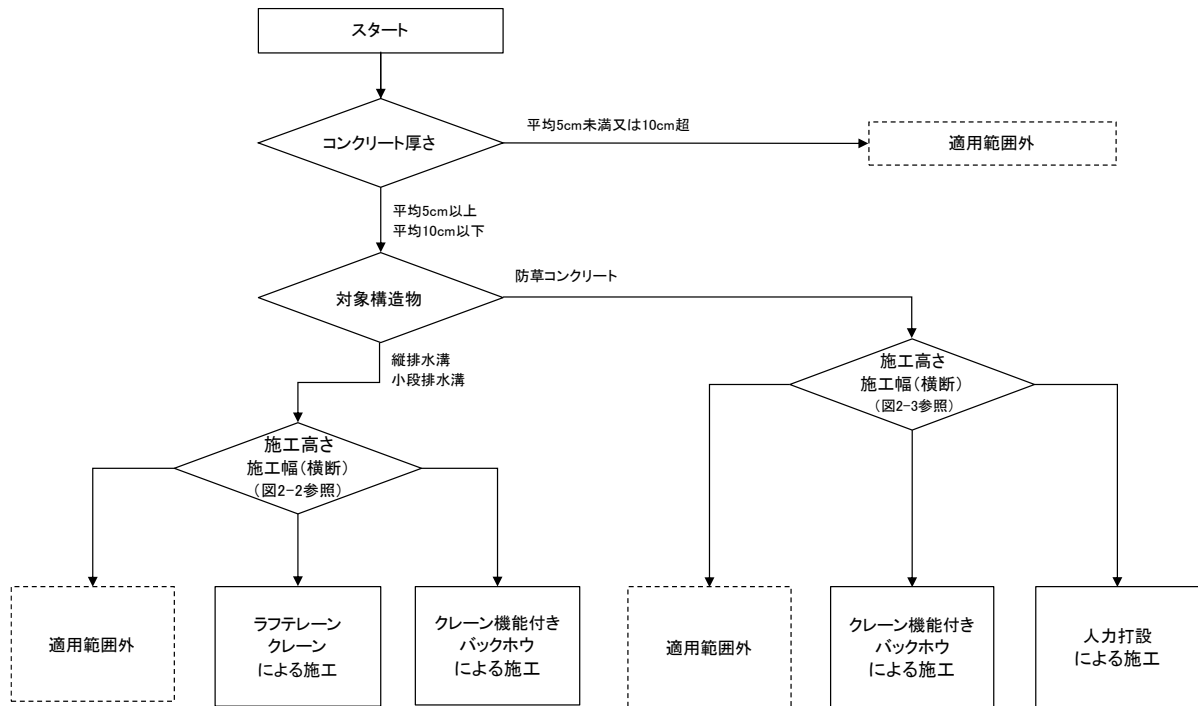 スタート
コンクリート厚さ
平均5cm未満又は10cm超
適用範囲外
平均5cm以上
平均10cm以下
対象構造物
防草コンクリート
縦排水溝
小段排水溝
施工高さ
施工幅(横断)
(図2-3参照)
施工高さ
施工幅(横断)
(図2-2参照)
適用範囲外
ラフテレーン
クレーン
による施工
クレーン機能付き
バックホウ
による施工
適用範囲外
クレーン機能付き
バックホウ
による施工
人力打設
による施工